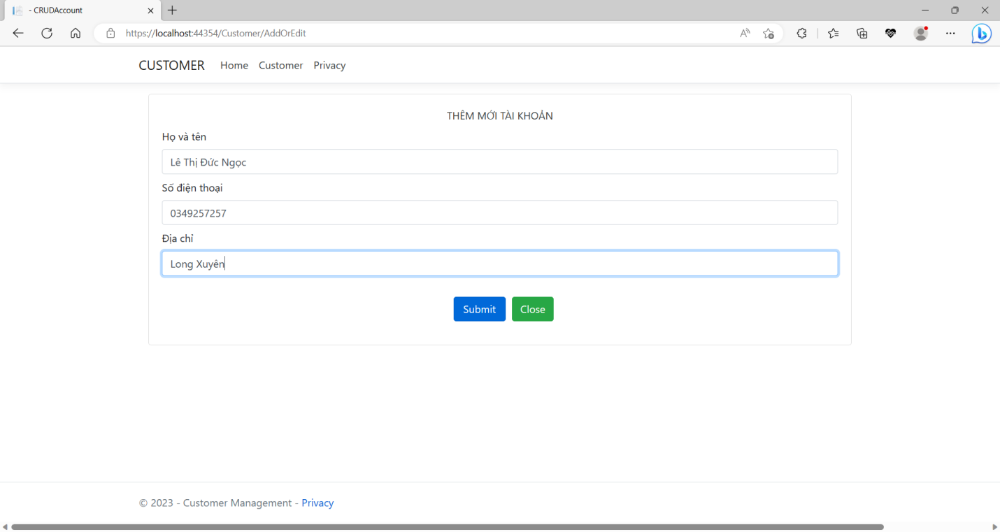 - CRUDAccount
https://localhost:44354/Customer/AddOrEdit
CUSTOMER Home Customer Privacy
THÊM MỚI TÀI KHOẢN
Họ và tên
Lê Thị Đức Ngọc
Số điện thoại
0349257257
Địa chỉ
Long Xuyên
Submit Close
© 2023 - Customer Management - Privacy